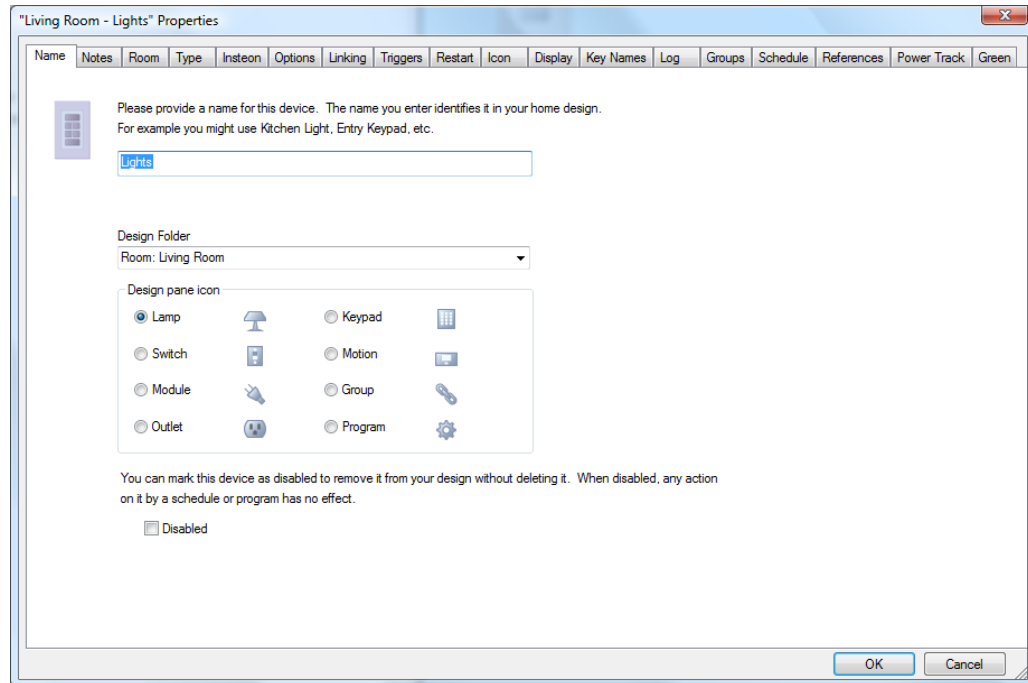 "Living Room - Lights" Properties
Name Notes Room Type Insteon Options Linking Triggers Restart Icon Display Key Names Log Groups Schedule References Power Track Green
Please provide a name for this device. The name you enter identifies it in your home design.
For example you might use Kitchen Light, Entry Keypad, etc.
Lights
Design Folder
Room: Living Room
Design pane icon
Lamp Keypad
Switch Motion
Module Group
Outlet Program
You can mark this device as disabled to remove it from your design without deleting it. When disabled, any action
on it by a schedule or program has no effect.
Disabled
OK Cancel